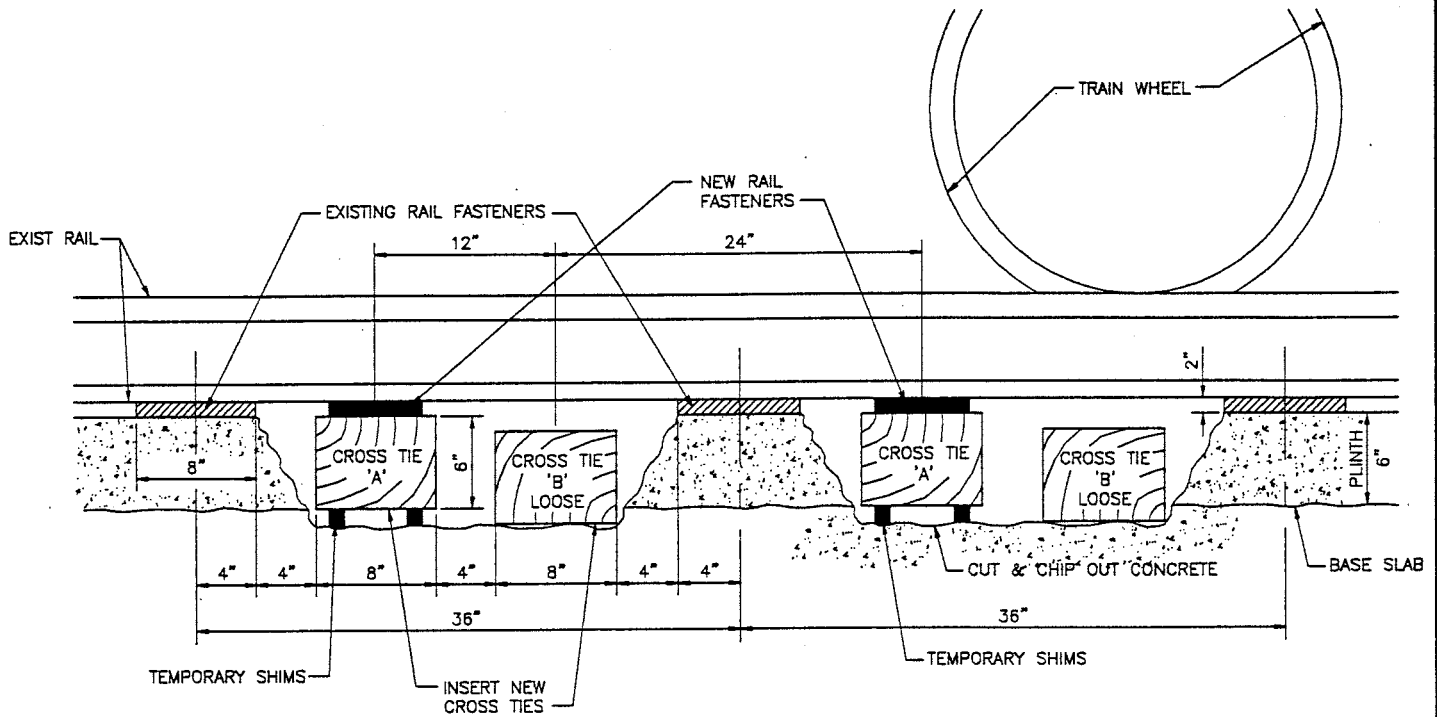 TRAIN WHEEL
NEW RAIL
FASTENERS
EXISTING RAIL FASTENERS
EXIST RAIL
12"
24"
2"
CROSS TIE
'A'
6"
CROSS TIE
'B'
LOOSE
CROSS TIE
'A'
CROSS TIE
'B'
LOOSE
PLINTH
6"
8"
CUT & CHIP OUT CONCRETE
BASE SLAB
4"
4"
8"
4"
8"
4"
4"
36"
36"
TEMPORARY SHIMS
INSERT NEW
CROSS TIES
TEMPORARY SHIMS